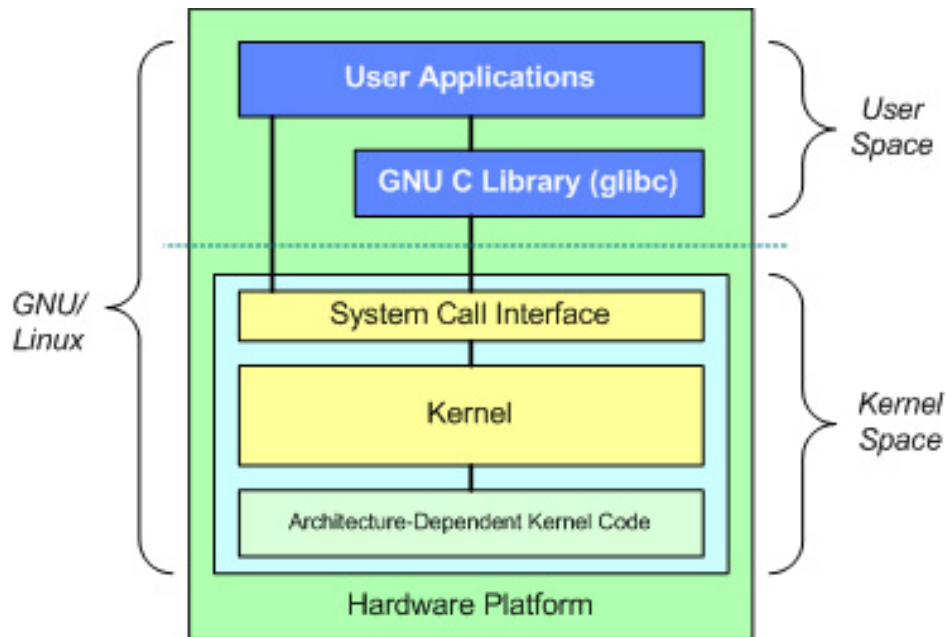 User Applications
GNU C Library (glibc)
User
Space
GNU/
Linux
System Call Interface
Kernel
Kernel
Space
Architecture-Dependent Kernel Code
Hardware Platform